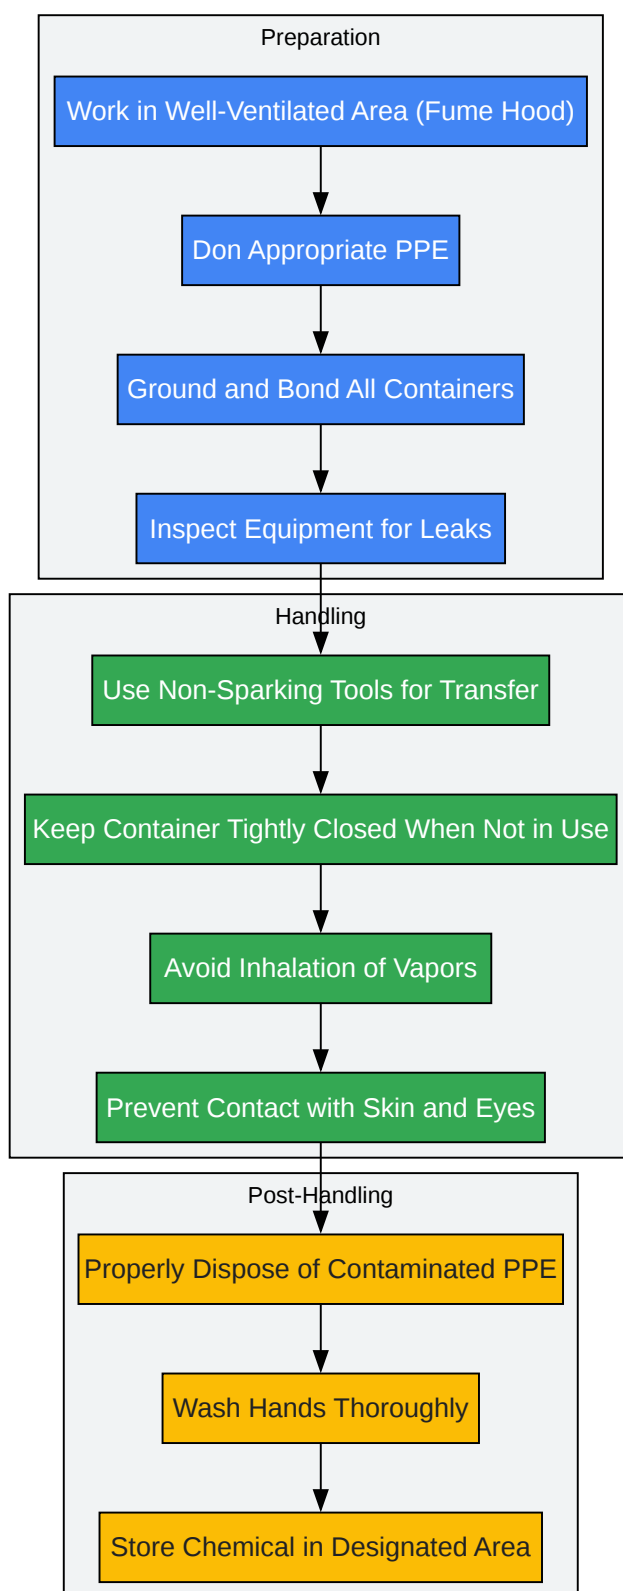 Preparation
Work in Well-Ventilated Area (Fume Hood)
Don Appropriate PPE
Ground and Bond All Containers
Inspect Equipment for Leaks
Handling
Use Non-Sparking Tools for Transfer
Keep Container Tightly Closed When Not in Use
Avoid Inhalation of Vapors
Prevent Contact with Skin and Eyes
Post-Handling
Properly Dispose of Contaminated PPE
Wash Hands Thoroughly
Store Chemical in Designated Area